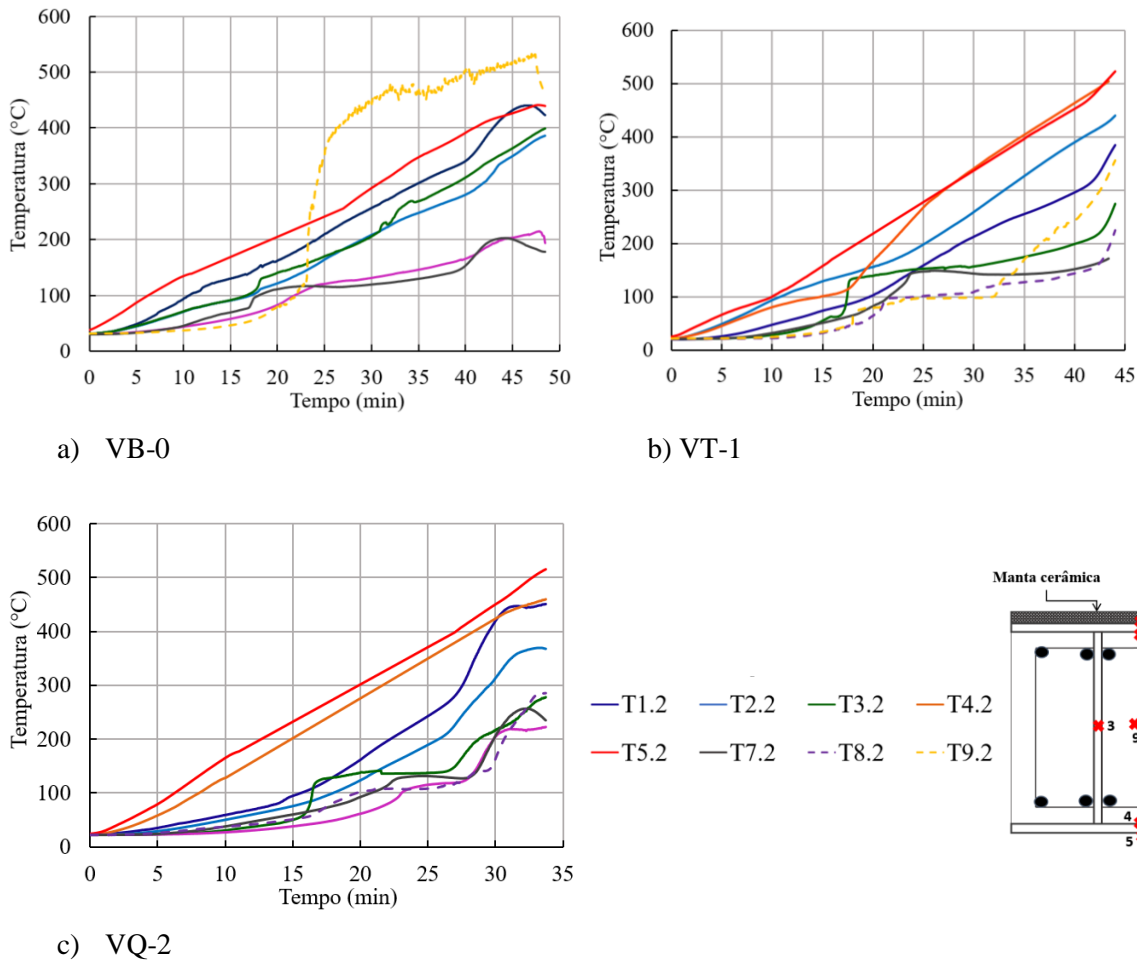 600
500
400
300
200
100
0
Temperatura (°C)
0 5 10 15 20 25 30 35 40 45 50
Tempo (min)
a) VB-0
600
500
400
300
200
100
0
Temperatura (°C)
0 5 10 15 20 25 30 35 40 45
Tempo (min)
b) VT-1
600
500
400
300
200
100
0
Temperatura (°C)
0 5 10 15 20 25 30 35
Tempo (min)
c) VQ-2
T1.2 T2.2 T3.2 T4.2
T5.2 T7.2 T8.2 T9.2
Manta cerâmica
3
9
4
5